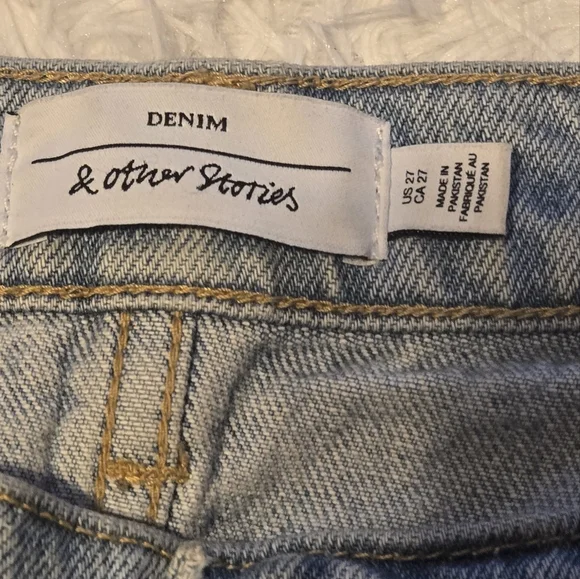 DENIM
& Other Stories
US 27
CA 27
MADE IN
PAKISTAN
FABRIQUÉ AU
PAKISTAN